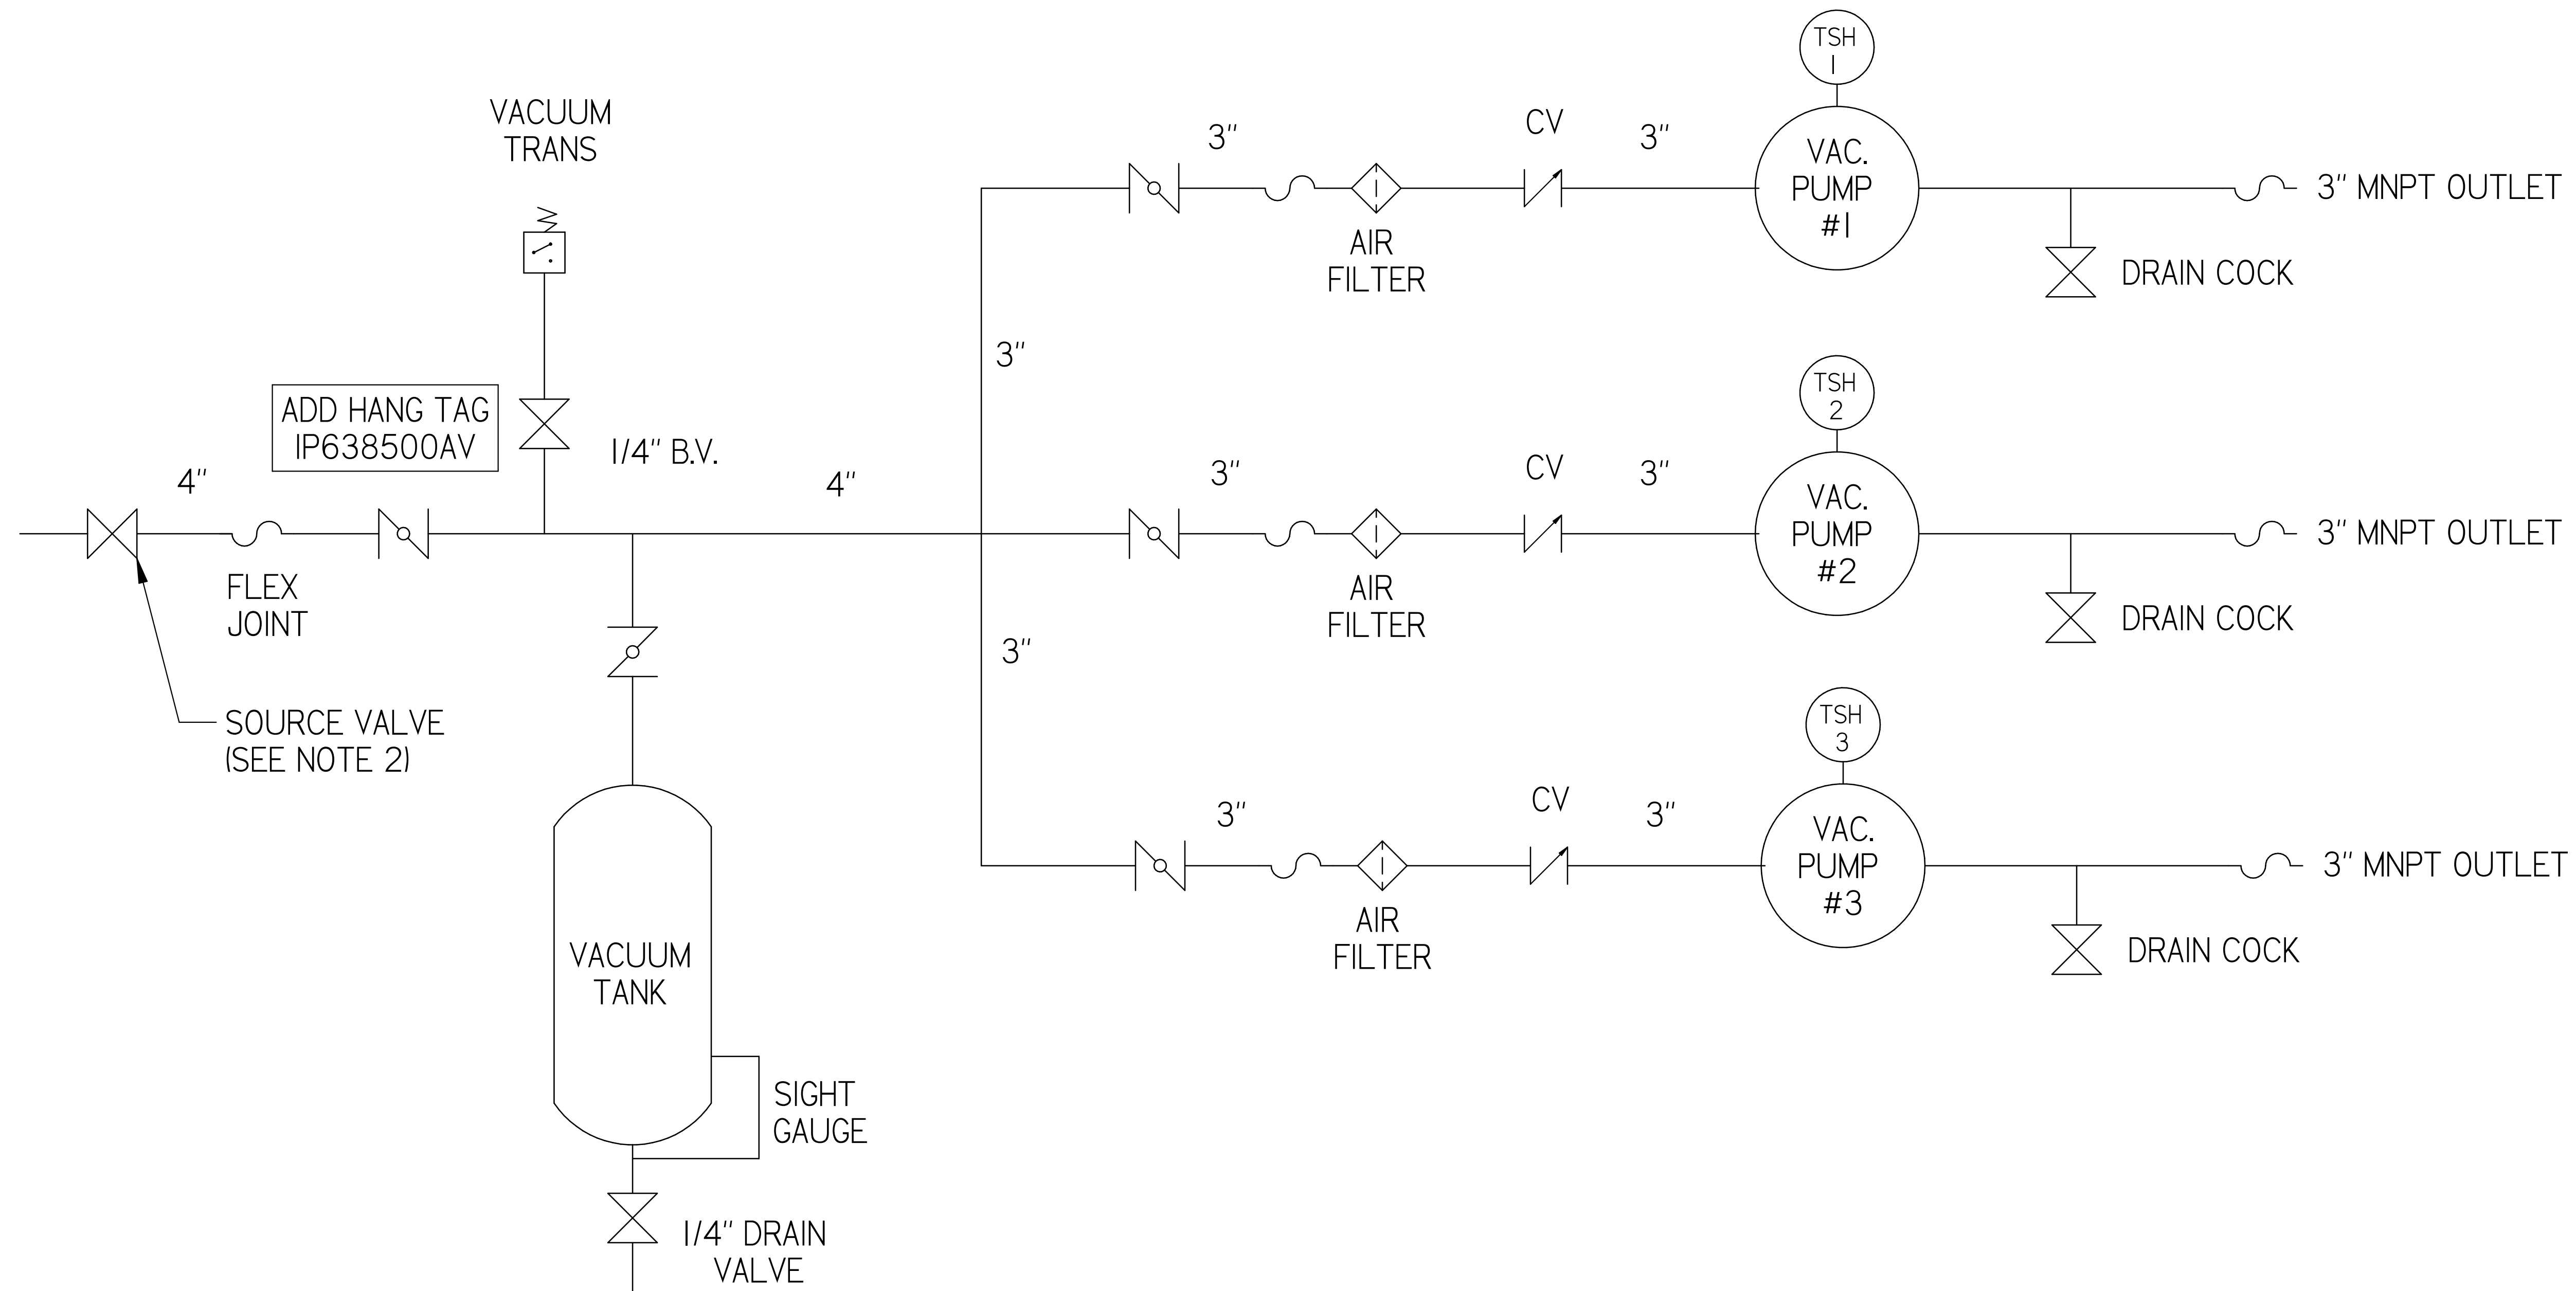 TSH
1
VACUUM
TRANS
3"
CV
3"
VAC.
PUMP
#1
3" MNPT OUTLET
AIR
FILTER
DRAIN COCK
3"
TSH
2
ADD HANG TAG
IP638500AV
1/4" B.V.
4"
4"
3"
CV
3"
VAC.
PUMP
#2
3" MNPT OUTLET
FLEX
JOINT
AIR
FILTER
DRAIN COCK
3"
SOURCE VALVE
(SEE NOTE 2)
TSH
3
3"
CV
3"
VAC.
PUMP
#3
3" MNPT OUTLET
AIR
FILTER
DRAIN COCK
VACUUM
TANK
SIGHT
GAUGE
1/4" DRAIN
VALVE